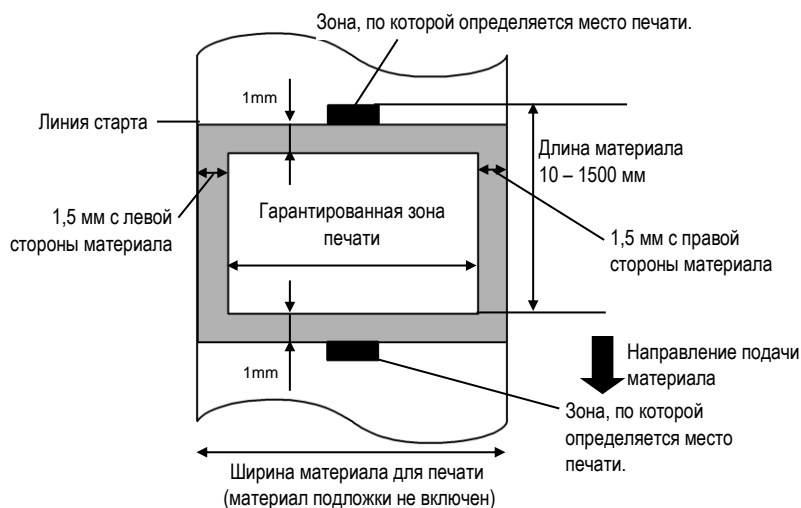 Зона, по которой определяется место печати.
1mm
Линия старта
Длина материала
10 – 1500 мм
1,5 мм с левой
стороны материала
Гарантированная зона
печати
1,5 мм с правой
стороны материала
1mm
Направление подачи
материала
Зона, по которой
определяется место
печати.
Ширина материала для печати
(материал подложки не включен)